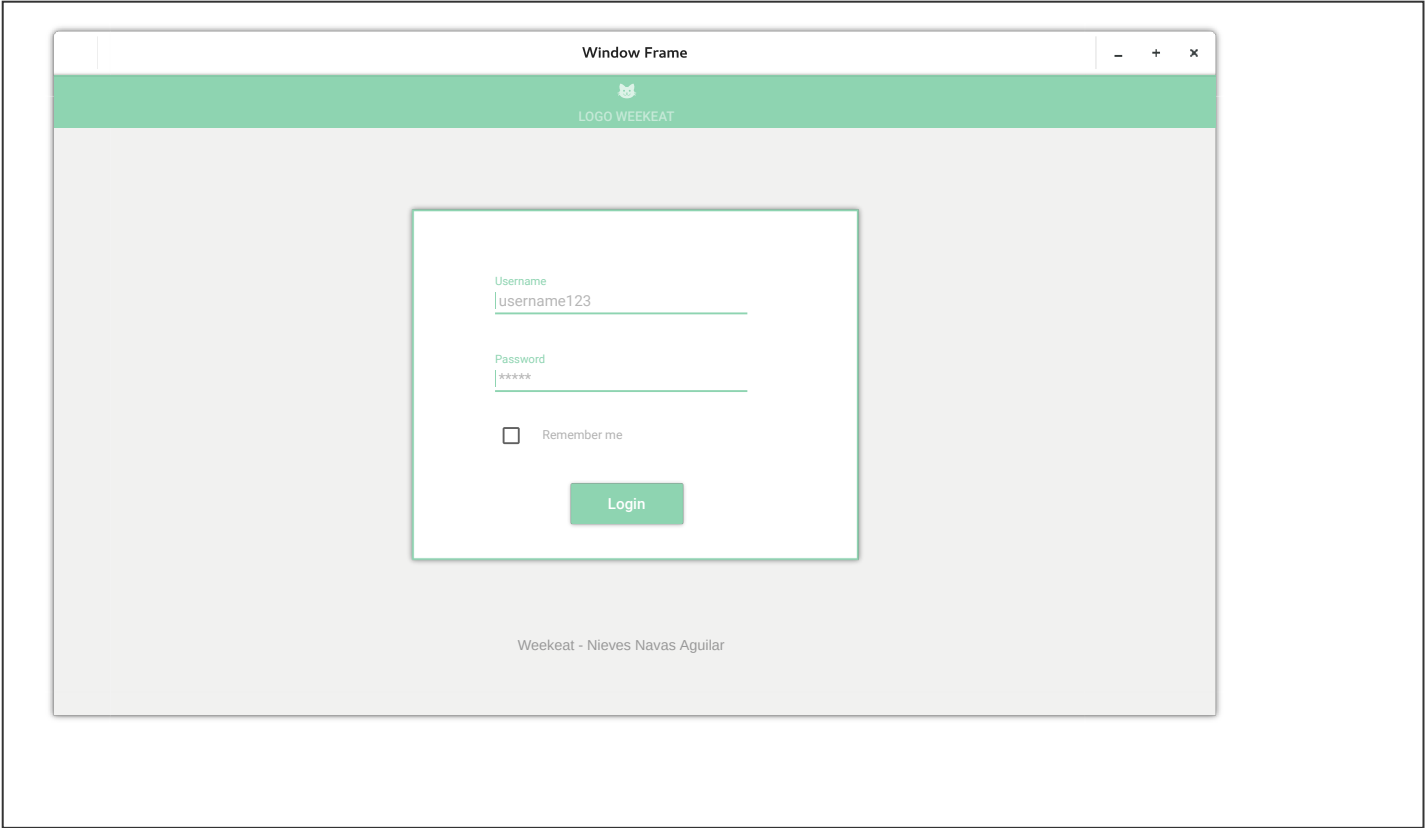 Window Frame
LOGO WEEKEAT
Username
username123
Password
*****
Remember me
Login
Weekeat - Nieves Navas Aguilar